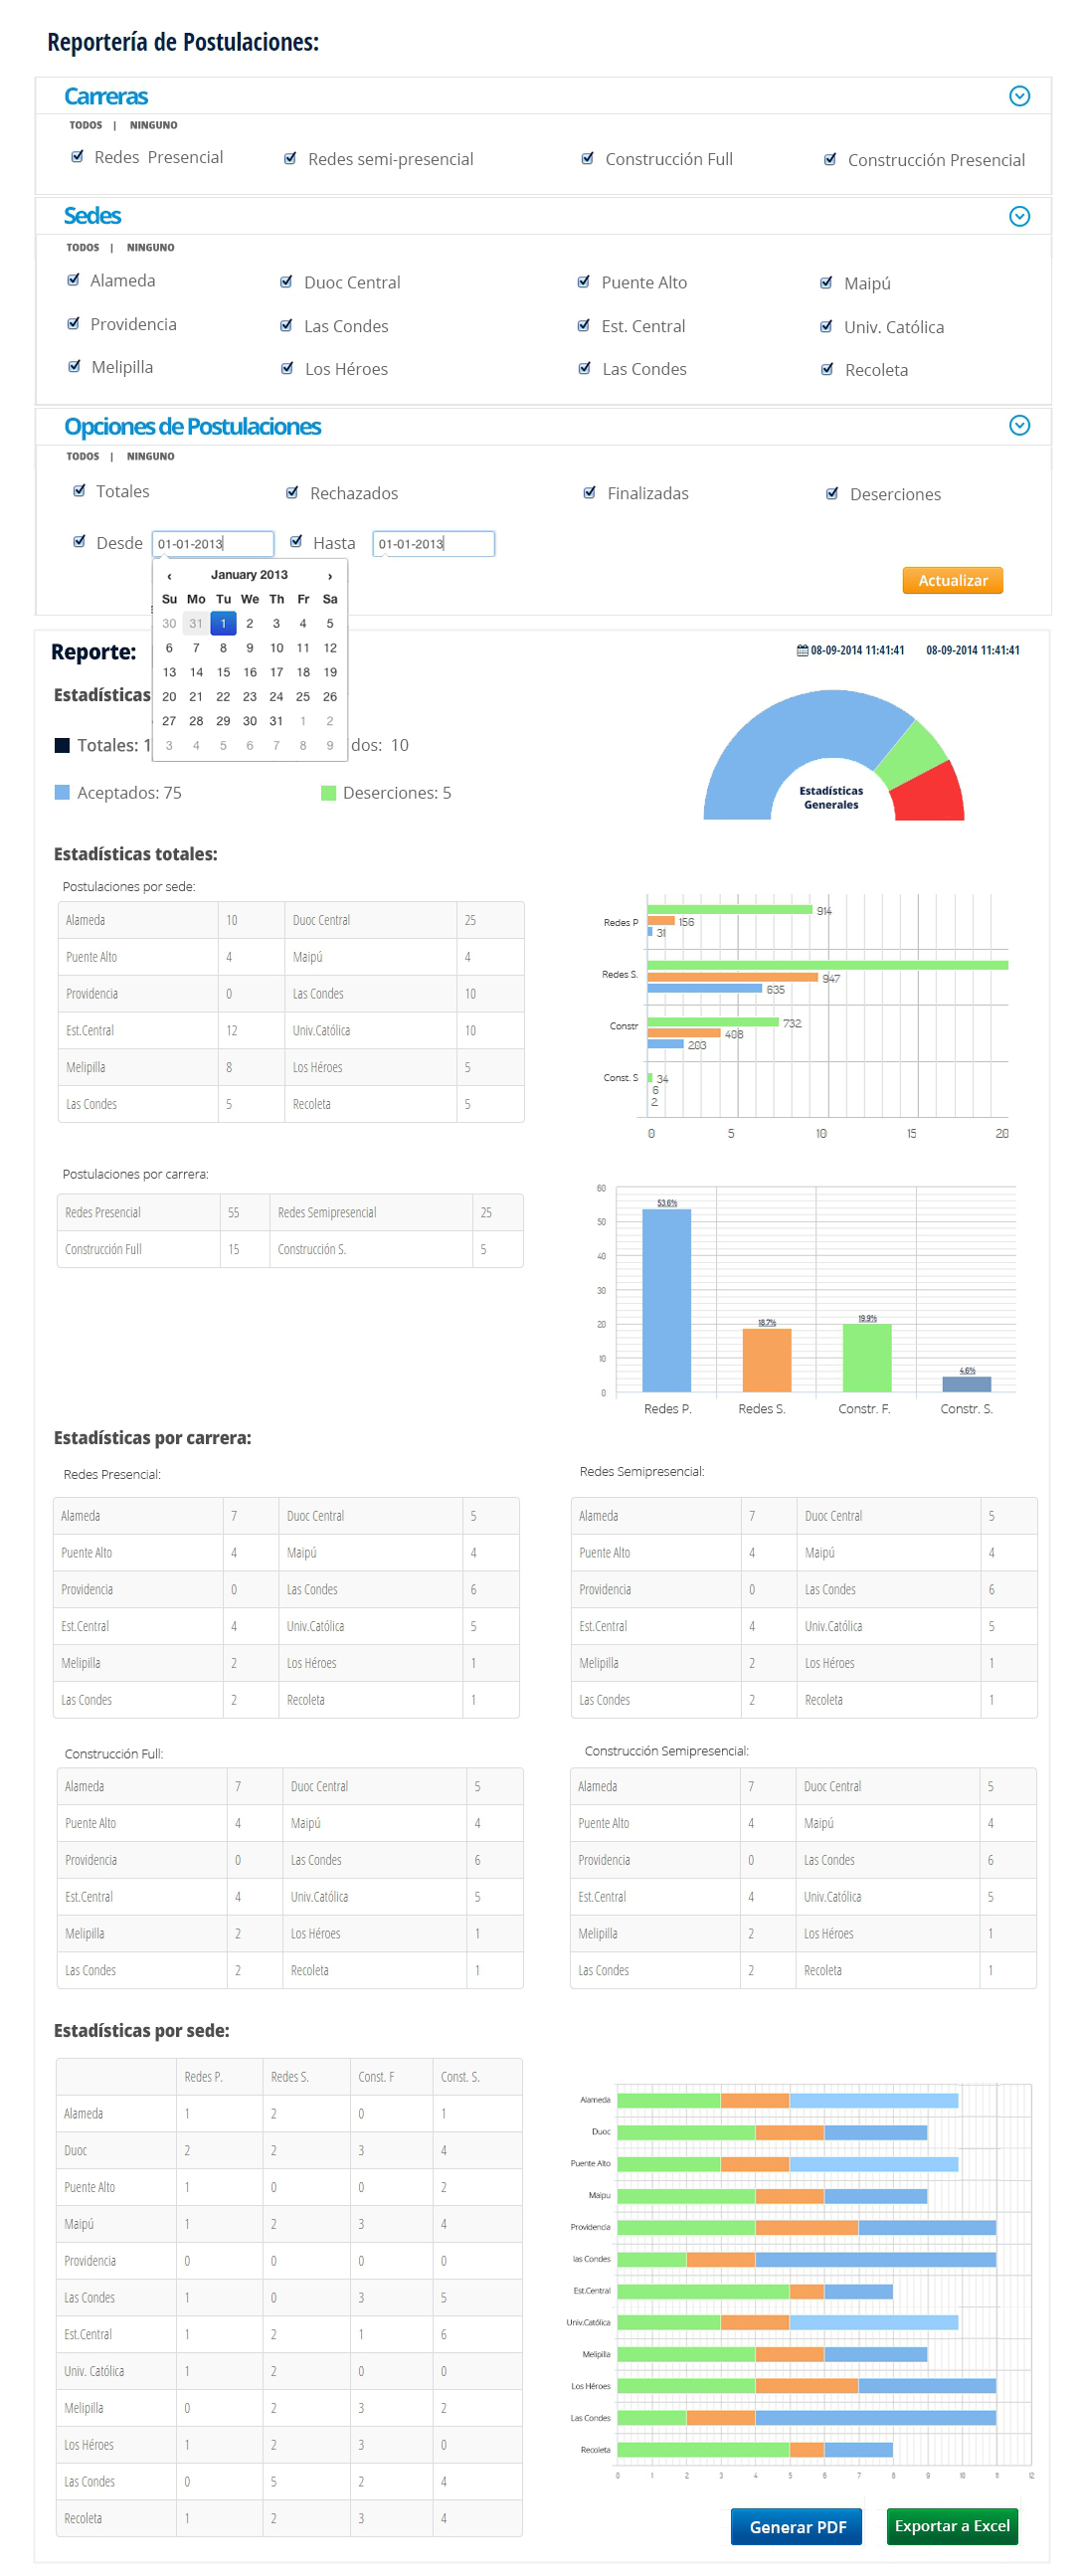 Reportería de Postulaciones:
Carreras
TODOS | NINGUNO
Redes Presencial Redes semi-presencial Construcción Full Construcción Presencial
Sedes
TODOS | NINGUNO
Alameda Duoc Central Puente Alto Maipú
Providencia Las Condes Est. Central Univ. Católica
Melipilla Los Héroes Las Condes Recoleta
Opciones de Postulaciones
TODOS | NINGUNO
Totales Rechazados Finalizadas Deserciones
Desde 01-01-2013 Hasta 01-01-2013
‹ January 2013 ›
Su Mo Tu We Th Fr Sa
30 31 1 2 3 4 5
6 7 8 9 10 11 12
13 14 15 16 17 18 19
20 21 22 23 24 25 26
27 28 29 30 31 1 2
3 4 5 6 7 8 9
Actualizar
Reporte:
08-09-2014 11:41:41 08-09-2014 11:41:41
Estadísticas
Totales: 1 dos: 10
Aceptados: 75 Deserciones: 5
Estadísticas
Generales
Estadísticas totales:
Postulaciones por sede:
Alameda 10 Duoc Central 25
Puente Alto 4 Maipú 4
Providencia 0 Las Condes 10
Est.Central 12 Univ.Católica 10
Melipilla 8 Los Héroes 5
Las Condes 5 Recoleta 5
Redes P 914
156
31
Redes S.
947
635
Constr 732
408
203
Const. S 34
6
2
0 5 10 15 20
Postulaciones por carrera:
Redes Presencial 55 Redes Semipresencial 25
Construcción Full 15 Construcción S. 5
60
50
40
30
20
10
0
53.6%
18.7%
19.9%
4.6%
Redes P. Redes S. Constr. F. Constr. S.
Estadísticas por carrera:
Redes Presencial:
Alameda 7 Duoc Central 5
Puente Alto 4 Maipú 4
Providencia 0 Las Condes 6
Est.Central 4 Univ.Católica 5
Melipilla 2 Los Héroes 1
Las Condes 2 Recoleta 1
Redes Semipresencial:
Alameda 7 Duoc Central 5
Puente Alto 4 Maipú 4
Providencia 0 Las Condes 6
Est.Central 4 Univ.Católica 5
Melipilla 2 Los Héroes 1
Las Condes 2 Recoleta 1
Construcción Full:
Alameda 7 Duoc Central 5
Puente Alto 4 Maipú 4
Providencia 0 Las Condes 6
Est.Central 4 Univ.Católica 5
Melipilla 2 Los Héroes 1
Las Condes 2 Recoleta 1
Construcción Semipresencial:
Alameda 7 Duoc Central 5
Puente Alto 4 Maipú 4
Providencia 0 Las Condes 6
Est.Central 4 Univ.Católica 5
Melipilla 2 Los Héroes 1
Las Condes 2 Recoleta 1
Estadísticas por sede:
Redes P. Redes S. Const. F Const. S.
Alameda 1 2 0 1
Duoc 2 2 3 4
Puente Alto 1 0 0 2
Maipú 1 2 3 4
Providencia 0 0 0 0
Las Condes 1 0 3 5
Est.Central 1 2 1 6
Univ. Católica 1 2 0 0
Melipilla 0 2 3 2
Los Héroes 1 2 3 0
Las Condes 0 5 2 4
Recoleta 1 2 3 4
Alameda
Duoc
Puente Alto
Maipu
Providencia
las Condes
Est.Central
Univ.Católica
Melipilla
Los Héroes
Las Condes
Recoleta
0 1 2 3 4 5 6 7 8 9 10 11 12
Generar PDF Exportar a Excel